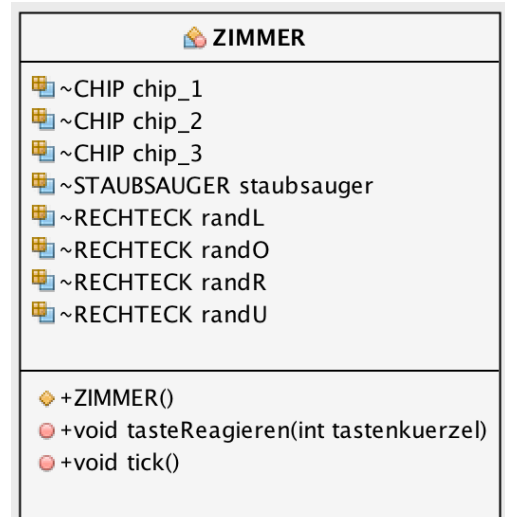 ZIMMER
~CHIP chip_1
~CHIP chip_2
~CHIP chip_3
~STAUBSAUGER staubsauger
~RECHTECK randL
~RECHTECK randO
~RECHTECK randR
~RECHTECK randU
+ZIMMER()
+void tasteReagieren(int tastenkuerzel)
+void tick()